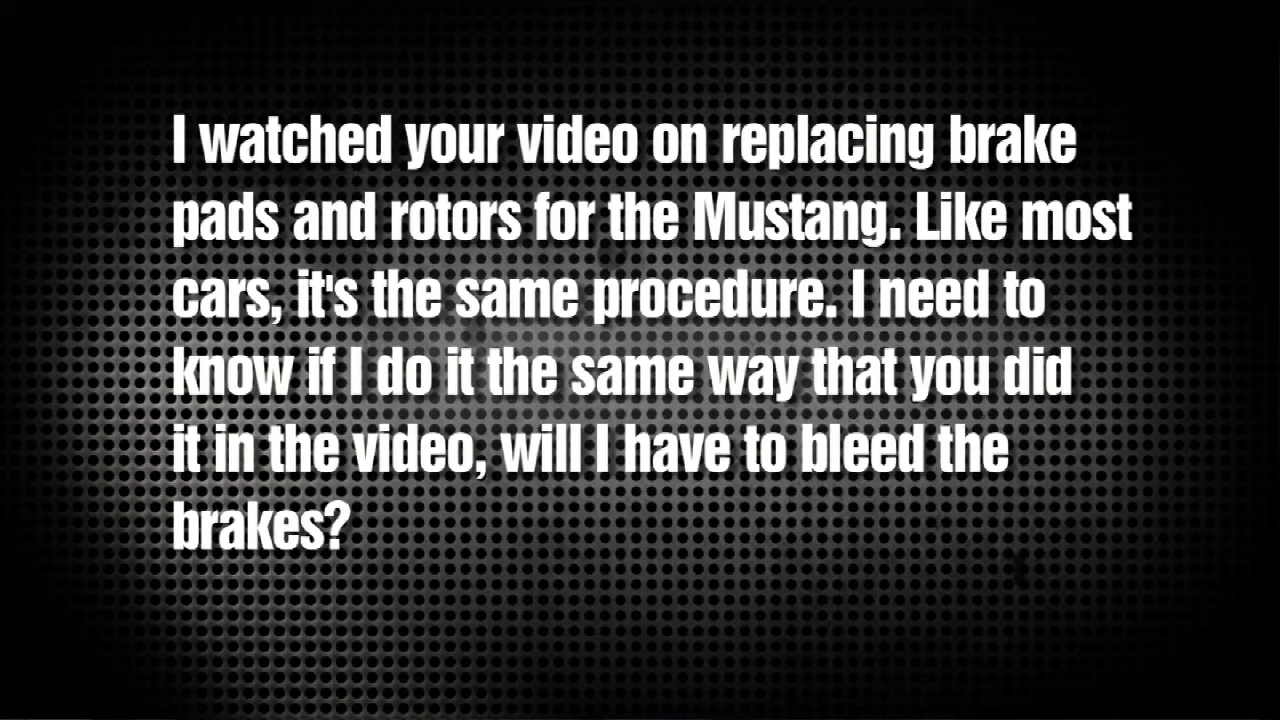 I watched your video on replacing brake
pads and rotors for the Mustang. Like most
cars, it's the same procedure. I need to
know if I do it the same way that you did
it in the video, will I have to bleed the
brakes?